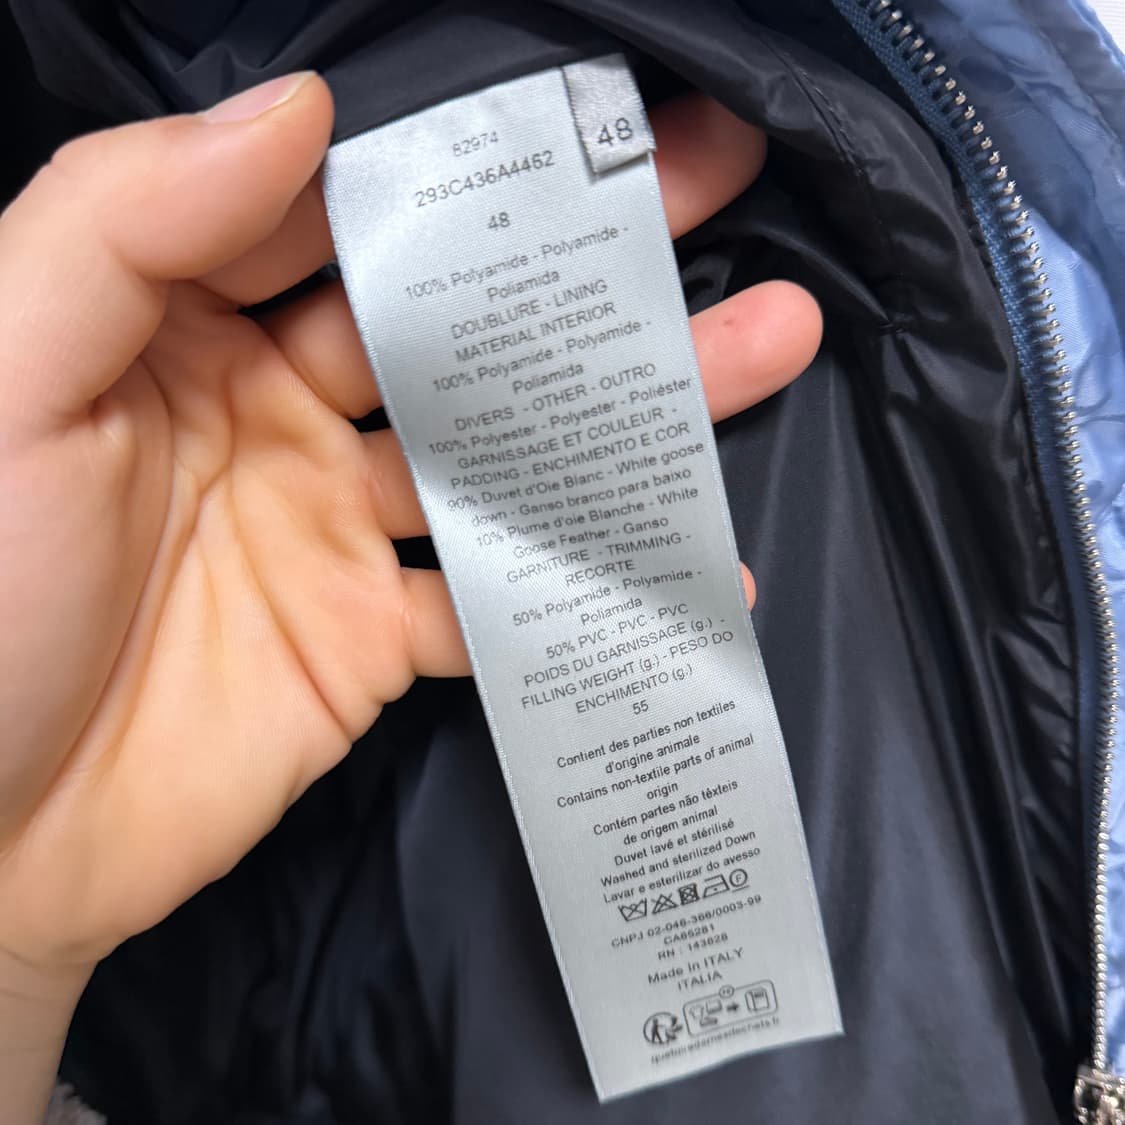 48
82974
293C436A4462
48
100% Polyamide - Polyamide -
Poliamida
DOUBLURE - LINING
MATERIAL INTERIOR
100% Polyamide - Polyamide -
Poliamida
DIVERS - OTHER - OUTRO
100% Polyester - Polyester - Poliéster
GARNISSAGE ET COULEUR -
PADDING - ENCHIMENTO E COR
90% Duvet d'Oie Blanc - White goose
down - Ganso branco para baixo
10% Plume d'oie Blanche - White
Goose Feather - Ganso
GARNITURE - TRIMMING -
RECORTE
50% Polyamide - Polyamide -
Poliamida
50% PVC - PVC - PVC
POIDS DU GARNISSAGE (g.) -
FILLING WEIGHT (g.) - PESO DO
ENCHIMENTO (g.)
55
Contient des parties non textiles
d'origine animale
Contains non-textile parts of animal
origin
Contém partes não têxteis
de origem animal
Duvet lavé et stérilisé
Washed and sterilized Down
Lavar e esterilizar do avesso
CNPJ 02-046-366/0003-99
CA65281
RN : 143828
Made in ITALY
ITALIA
quefairedemesdechets.fr